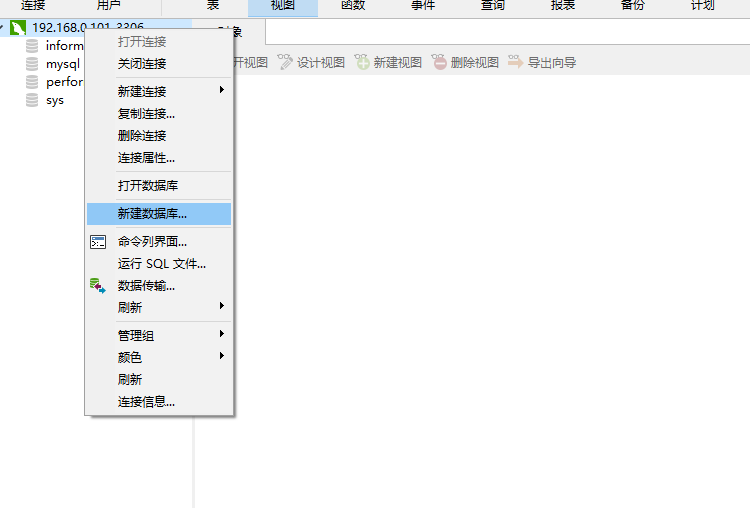 连接 用户 表 视图 函数 事件 查询 报表 备份 计划
192.168.0.101_3306
inform
mysql
perfor
sys
视图 设计视图 新建视图 删除视图 导出向导
打开连接
关闭连接
新建连接
复制连接...
删除连接
连接属性...
打开数据库
新建数据库...
命令列界面...
运行 SQL 文件...
数据传输...
刷新
管理组
颜色
刷新
连接信息...